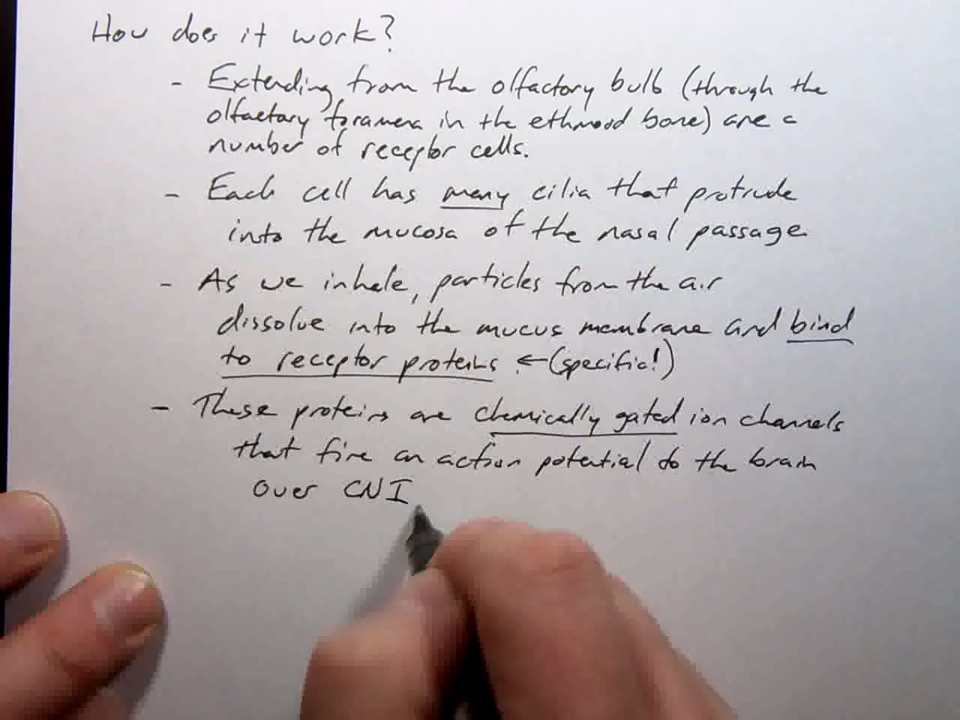 How does it work?
- Extending from the olfactory bulb (through the
olfactory foramena in the ethmoid bone) are a
number of receptor cells.
- Each cell has many cilia that protrude
into the mucosa of the nasal passage
- As we inhale, particles from the air
dissolve into the mucus membrane and bind
to receptor proteins. ← (specific!)
- These proteins are chemically gated ion channels
that fire an action potential to the brain
over CNI